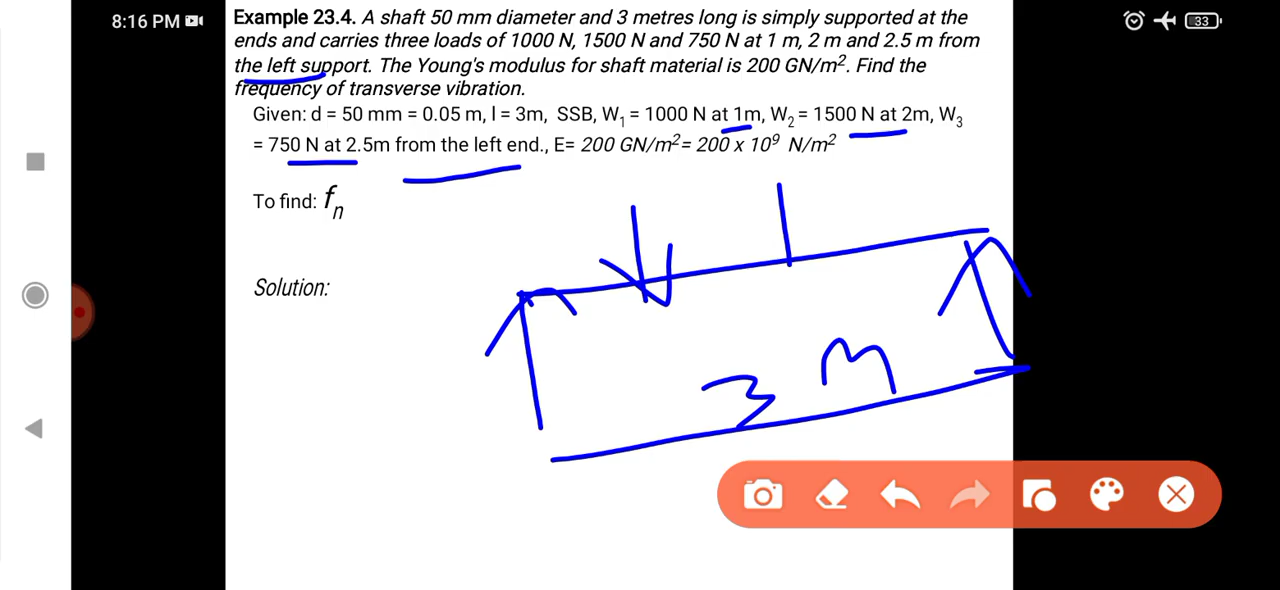 8:16 PM
33
Example 23.4. A shaft 50 mm diameter and 3 metres long is simply supported at the
ends and carries three loads of 1000 N, 1500 N and 750 N at 1 m, 2 m and 2.5 m from
the left support. The Young's modulus for shaft material is 200 GN/m². Find the
frequency of transverse vibration.
Given: d = 50 mm = 0.05 m, l = 3m, SSB, W₁ = 1000 N at 1m, W₂ = 1500 N at 2m, W₃
= 750 N at 2.5m from the left end., E= 200 GN/m²= 200 x 10⁹ N/m²
To find: fₙ
Solution:
3 m